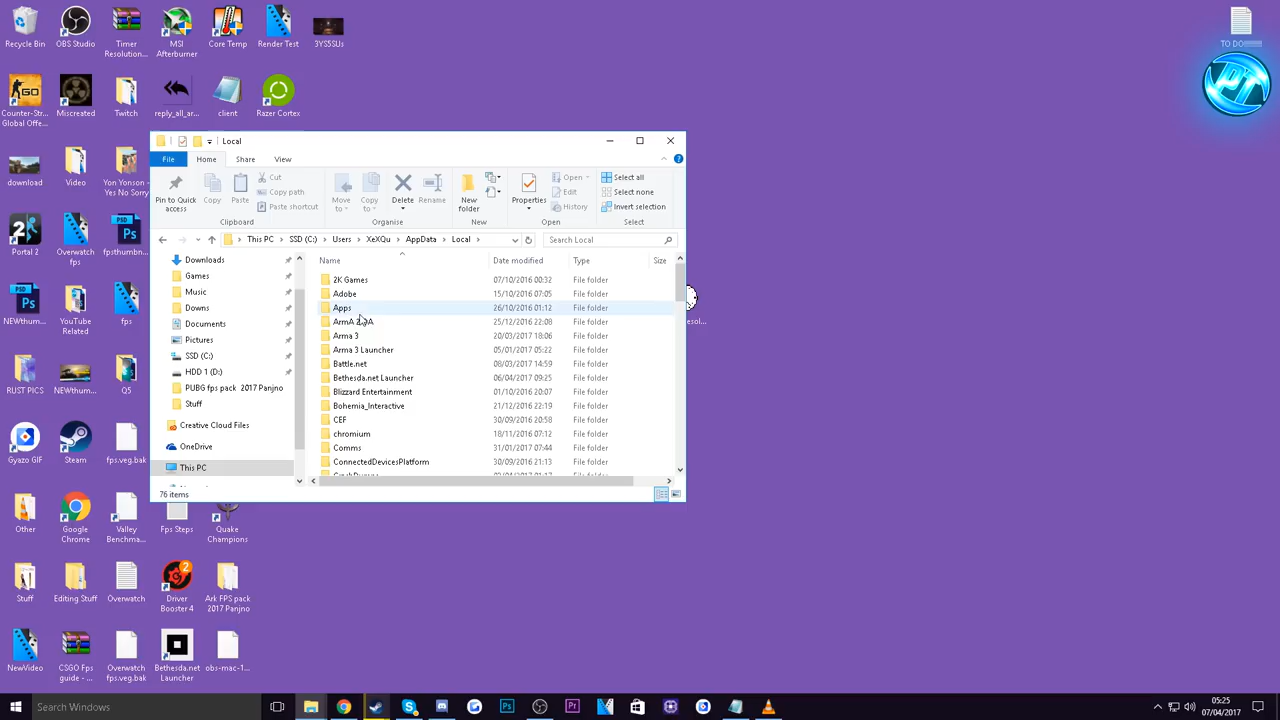 Recycle Bin
OBS Studio
Timer
Resolution...
MSI
Afterburner
Core Temp
Render Test
3YS5SUs
TO DO
GO
Counter-Str...
Global Offe...
Miscreated
Twitch
reply_all_ar...
client
Razer Cortex
PT
download
Video
Yon Yonson -
Yes No Sorry
Portal 2
Overwatch
fps
fpsthumbn...
NEWthum...
YouTube
Related
fps
RUST PICS
NEWthum...
Q5
Gyazo GIF
Steam
fps.veg.bak
Other
Google
Chrome
Valley
Benchma...
Fps Steps
Quake
Champions
Stuff
Editing Stuff
Overwatch
Driver
Booster 4
Ark FPS pack
2017 Panjno
NewVideo
CSGO Fps
guide - ...
Overwatch
fps.veg.bak
Bethesda.net
Launcher
obs-mac-1...
Local
File
Home
Share
View
Pin to Quick
access
Copy
Paste
Cut
Copy path
Paste shortcut
Clipboard
Move
to
Copy
to
Delete
Rename
Organise
New
folder
New
Properties
Open
Edit
History
Open
Select all
Select none
Invert selection
Select
This PC > SSD (C:) > Users > XeXQu > AppData > Local >
Search Local
Downloads
Games
Music
Downs
Documents
Pictures
SSD (C:)
HDD 1 (D:)
PUBG fps pack 2017 Panjno
Stuff
Creative Cloud Files
OneDrive
This PC
Name Date modified Type Size
2K Games 07/10/2016 00:32 File folder
Adobe 15/10/2016 07:05 File folder
Apps 26/10/2016 01:12 File folder
ArmA 2 OA 25/12/2016 22:08 File folder
Arma 3 20/03/2017 18:06 File folder
Arma 3 Launcher 05/01/2017 05:22 File folder
Battle.net 08/03/2017 14:59 File folder
Bethesda.net Launcher 06/04/2017 09:25 File folder
Blizzard Entertainment 01/10/2016 20:07 File folder
Bohemia_Interactive 21/12/2016 22:19 File folder
CEF 30/09/2016 20:58 File folder
chromium 18/11/2016 07:12 File folder
Comms 31/01/2017 07:44 File folder
ConnectedDevicesPlatform 30/09/2016 21:13 File folder
76 items
Search Windows
05:25
07/04/2017